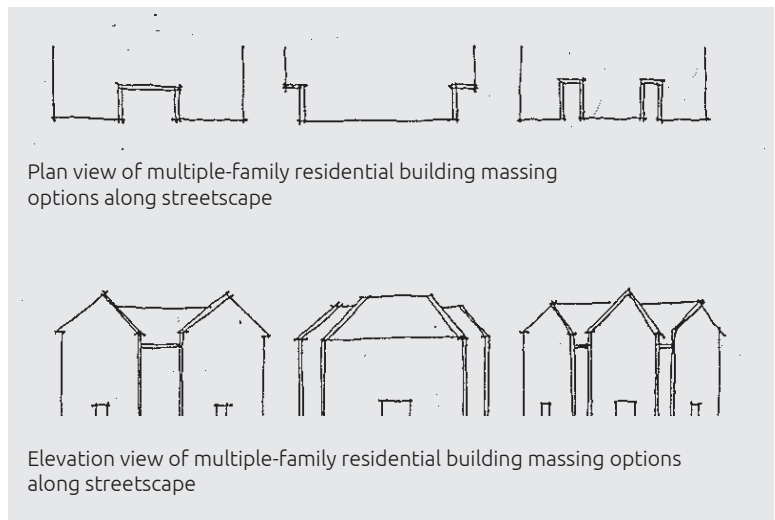 Plan view of multiple-family residential building massing
options along streetscape
Elevation view of multiple-family residential building massing options
along streetscape